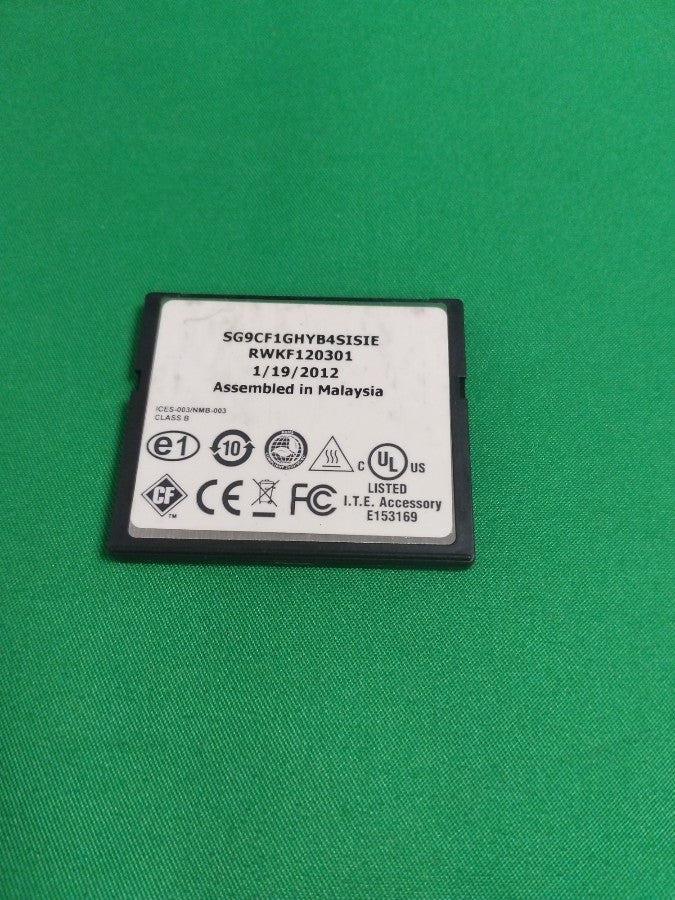 SG9CF1GHYB4SISIE
RWKF120301
1/19/2012
Assembled in Malaysia
ICES-003/NMB-003
CLASS B
e1
10
C UL US
LISTED
I.T.E. Accessory
E153169
CF
TM
CE
FC